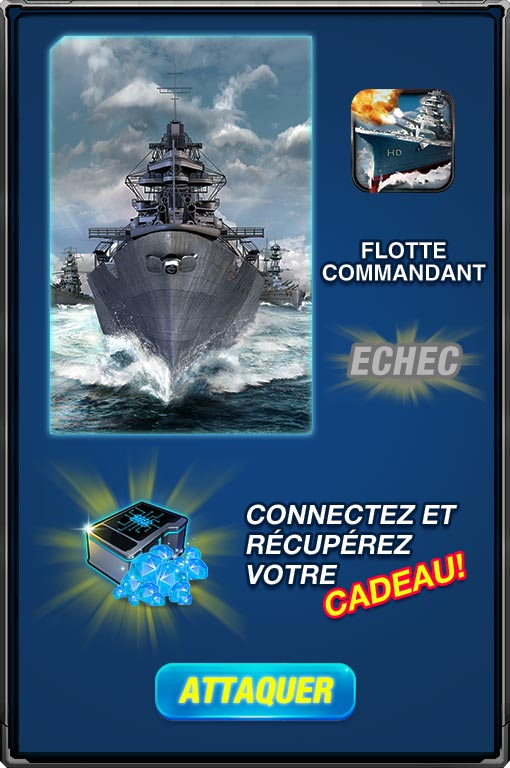 HD
FLOTTE
COMMANDANT
ECHEC
CONNECTEZ ET
RÉCUPÉREZ
VOTRE
CADEAU!
ATTAQUER